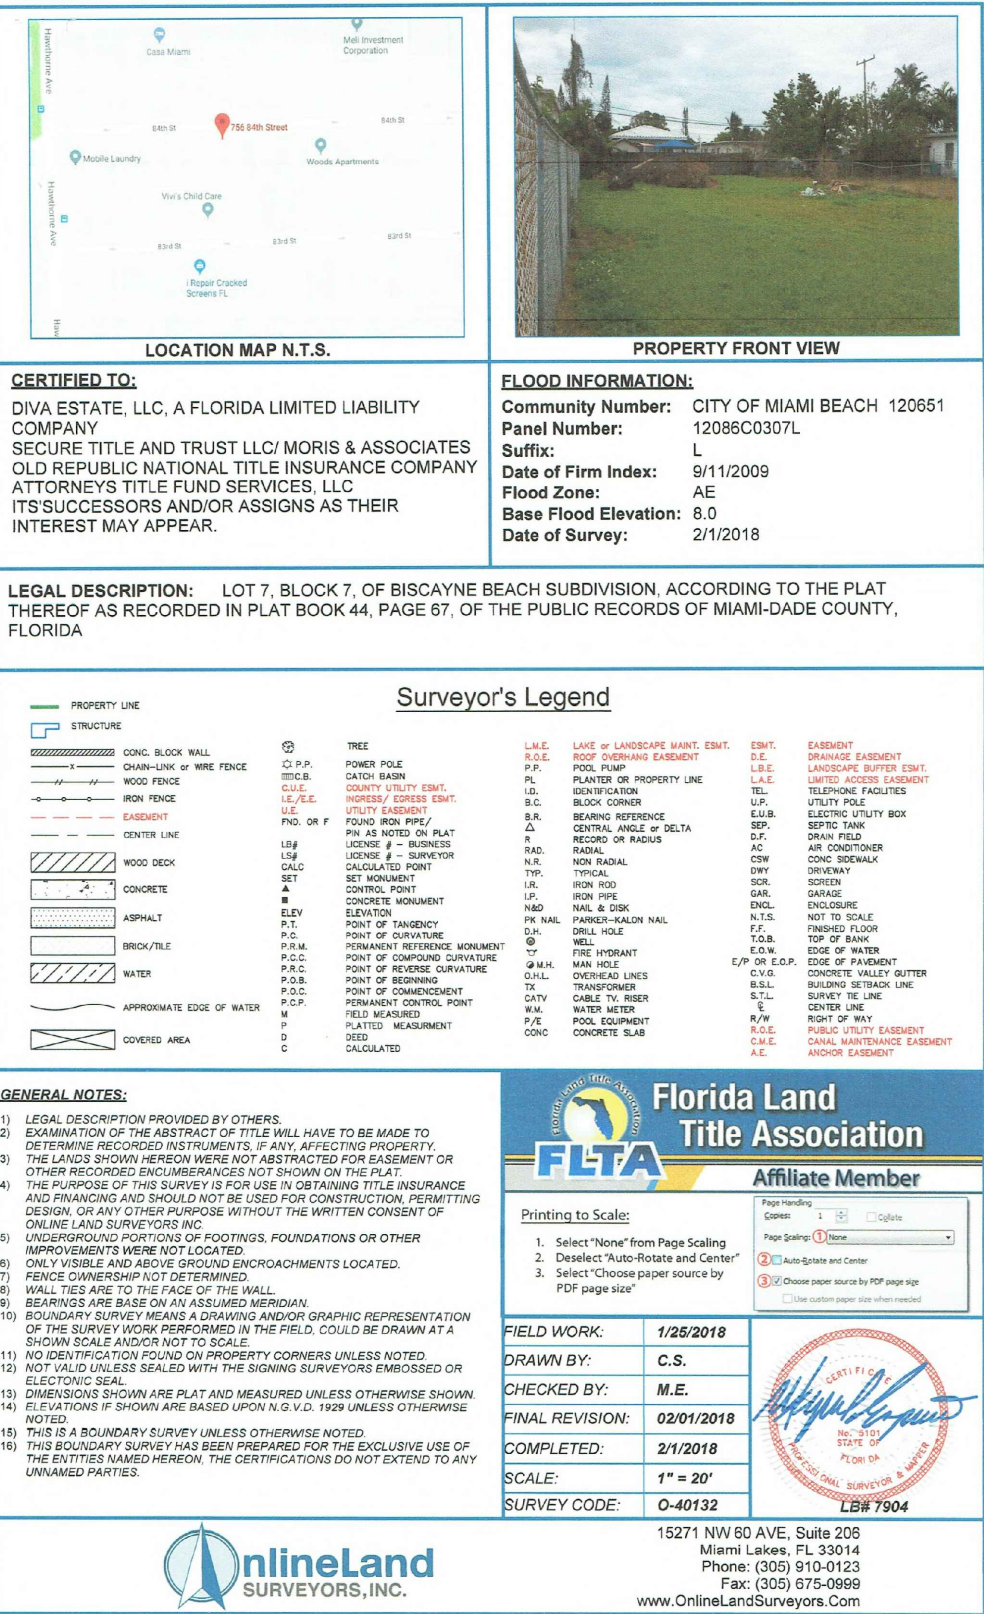 Hawthorne Ave
Casa Miami
Meli Investment
Corporation
84th St
756 84th Street
84th St
Mobile Laundry
Woods Apartments
Hawthorne Ave
Vivi's Child Care
83rd St
83rd St
83rd St
i Repair Cracked
Screens FL
Haw
LOCATION MAP N.T.S.
PROPERTY FRONT VIEW
CERTIFIED TO:
DIVA ESTATE, LLC, A FLORIDA LIMITED LIABILITY
COMPANY
SECURE TITLE AND TRUST LLC/ MORIS & ASSOCIATES
OLD REPUBLIC NATIONAL TITLE INSURANCE COMPANY
ATTORNEYS TITLE FUND SERVICES, LLC
ITS'SUCCESSORS AND/OR ASSIGNS AS THEIR
INTEREST MAY APPEAR.
FLOOD INFORMATION:
Community Number: CITY OF MIAMI BEACH 120651
Panel Number: 12086C0307L
Suffix: L
Date of Firm Index: 9/11/2009
Flood Zone: AE
Base Flood Elevation: 8.0
Date of Survey: 2/1/2018
LEGAL DESCRIPTION: LOT 7, BLOCK 7, OF BISCAYNE BEACH SUBDIVISION, ACCORDING TO THE PLAT
THEREOF AS RECORDED IN PLAT BOOK 44, PAGE 67, OF THE PUBLIC RECORDS OF MIAMI-DADE COUNTY,
FLORIDA
Surveyor's Legend
PROPERTY LINE
STRUCTURE
CONC. BLOCK WALL
CHAIN-LINK or WIRE FENCE
WOOD FENCE
IRON FENCE
EASEMENT
CENTER LINE
WOOD DECK
CONCRETE
ASPHALT
BRICK/TILE
WATER
APPROXIMATE EDGE OF WATER
COVERED AREA
TREE
P.P. POWER POLE
C.B. CATCH BASIN
C.U.E. COUNTY UTILITY ESMT.
I.E./E.E. INGRESS/ EGRESS ESMT.
U.E. UTILITY EASEMENT
FND. OR F FOUND IRON PIPE/
PIN AS NOTED ON PLAT
LB# LICENSE # - BUSINESS
LS# LICENSE # - SURVEYOR
CALC CALCULATED POINT
SET SET MONUMENT
▲ CONTROL POINT
■ CONCRETE MONUMENT
ELEV ELEVATION
P.T. POINT OF TANGENCY
P.C. POINT OF CURVATURE
P.R.M. PERMANENT REFERENCE MONUMENT
P.C.C. POINT OF COMPOUND CURVATURE
P.R.C. POINT OF REVERSE CURVATURE
P.O.B. POINT OF BEGINNING
P.O.C. POINT OF COMMENCEMENT
P.C.P. PERMANENT CONTROL POINT
M FIELD MEASURED
P PLATTED MEASURMENT
D DEED
C CALCULATED
L.M.E. LAKE or LANDSCAPE MAINT. ESMT.
R.O.E. ROOF OVERHANG EASEMENT
P.P. POOL PUMP
PL PLANTER OR PROPERTY LINE
I.D. IDENTIFICATION
B.C. BLOCK CORNER
B.R. BEARING REFERENCE
△ CENTRAL ANGLE or DELTA
R RECORD OR RADIUS
RAD. RADIAL
N.R. NON RADIAL
TYP. TYPICAL
I.R. IRON ROD
I.P. IRON PIPE
N&D NAIL & DISK
PK NAIL PARKER-KALON NAIL
D.H. DRILL HOLE
WELL
FIRE HYDRANT
M.H. MAN HOLE
O.H.L. OVERHEAD LINES
TX TRANSFORMER
CATV CABLE TV. RISER
W.M. WATER METER
P/E POOL EQUIPMENT
CONC CONCRETE SLAB
ESMT. EASEMENT
D.E. DRAINAGE EASEMENT
L.B.E. LANDSCAPE BUFFER ESMT.
L.A.E. LIMITED ACCESS EASEMENT
TEL. TELEPHONE FACILITIES
U.P. UTILITY POLE
E.U.B. ELECTRIC UTILITY BOX
SEP. SEPTIC TANK
D.F. DRAIN FIELD
AC AIR CONDITIONER
CSW CONC SIDEWALK
DWY DRIVEWAY
SCR. SCREEN
GAR. GARAGE
ENCL. ENCLOSURE
N.T.S. NOT TO SCALE
F.F. FINISHED FLOOR
T.O.B. TOP OF BANK
E.O.W. EDGE OF WATER
E/P OR E.O.P. EDGE OF PAVEMENT
C.V.G. CONCRETE VALLEY GUTTER
B.S.L. BUILDING SETBACK LINE
S.T.L. SURVEY TIE LINE
℄ CENTER LINE
R/W RIGHT OF WAY
R.O.E. PUBLIC UTILITY EASEMENT
C.M.E. CANAL MAINTENANCE EASEMENT
A.E. ANCHOR EASEMENT
GENERAL NOTES:
1) LEGAL DESCRIPTION PROVIDED BY OTHERS.
2) EXAMINATION OF THE ABSTRACT OF TITLE WILL HAVE TO BE MADE TO
DETERMINE RECORDED INSTRUMENTS, IF ANY, AFFECTING PROPERTY.
3) THE LANDS SHOWN HEREON WERE NOT ABSTRACTED FOR EASEMENT OR
OTHER RECORDED ENCUMBERANCES NOT SHOWN ON THE PLAT.
4) THE PURPOSE OF THIS SURVEY IS FOR USE IN OBTAINING TITLE INSURANCE
AND FINANCING AND SHOULD NOT BE USED FOR CONSTRUCTION, PERMITTING
DESIGN, OR ANY OTHER PURPOSE WITHOUT THE WRITTEN CONSENT OF
ONLINE LAND SURVEYORS INC.
5) UNDERGROUND PORTIONS OF FOOTINGS, FOUNDATIONS OR OTHER
IMPROVEMENTS WERE NOT LOCATED.
6) ONLY VISIBLE AND ABOVE GROUND ENCROACHMENTS LOCATED.
7) FENCE OWNERSHIP NOT DETERMINED.
8) WALL TIES ARE TO THE FACE OF THE WALL.
9) BEARINGS ARE BASE ON AN ASSUMED MERIDIAN.
10) BOUNDARY SURVEY MEANS A DRAWING AND/OR GRAPHIC REPRESENTATION
OF THE SURVEY WORK PERFORMED IN THE FIELD, COULD BE DRAWN AT A
SHOWN SCALE AND/OR NOT TO SCALE.
11) NO IDENTIFICATION FOUND ON PROPERTY CORNERS UNLESS NOTED.
12) NOT VALID UNLESS SEALED WITH THE SIGNING SURVEYORS EMBOSSED OR
ELECTONIC SEAL.
13) DIMENSIONS SHOWN ARE PLAT AND MEASURED UNLESS OTHERWISE SHOWN.
14) ELEVATIONS IF SHOWN ARE BASED UPON N.G.V.D. 1929 UNLESS OTHERWISE
NOTED.
15) THIS IS A BOUNDARY SURVEY UNLESS OTHERWISE NOTED.
16) THIS BOUNDARY SURVEY HAS BEEN PREPARED FOR THE EXCLUSIVE USE OF
THE ENTITIES NAMED HEREON, THE CERTIFICATIONS DO NOT EXTEND TO ANY
UNNAMED PARTIES.
Florida Land Title Association
FLTA
Florida Land
Title Association
Affiliate Member
Printing to Scale:
1. Select "None" from Page Scaling
2. Deselect "Auto-Rotate and Center"
3. Select "Choose paper source by
PDF page size"
Page Handling
Copies: 1 Collate
Page Scaling: 1 None
2 Auto-Rotate and Center
3 Choose paper source by PDF page size
Use custom paper size when needed
FIELD WORK: 1/25/2018
DRAWN BY: C.S.
CHECKED BY: M.E.
FINAL REVISION: 02/01/2018
COMPLETED: 2/1/2018
SCALE: 1" = 20'
SURVEY CODE: O-40132
CERTIFICATE
No. 5101
STATE OF
FLORIDA
PROFESSIONAL SURVEYOR & MAPPER
LB# 7904
OnlineLand
SURVEYORS, INC.
15271 NW 60 AVE, Suite 206
Miami Lakes, FL 33014
Phone: (305) 910-0123
Fax: (305) 675-0999
www.OnlineLandSurveyors.Com